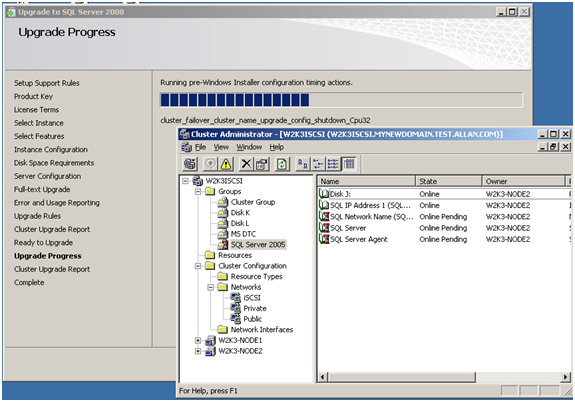 Upgrade to SQL Server 2008
Upgrade Progress
Setup Support Rules
Product Key
License Terms
Select Instance
Select Features
Instance Configuration
Disk Space Requirements
Server Configuration
Full-text Upgrade
Error and Usage Reporting
Upgrade Rules
Cluster Upgrade Report
Ready to Upgrade
Upgrade Progress
Cluster Upgrade Report
Complete
Running pre-Windows Installer configuration timing actions.
cluster_failover_cluster_name_upgrade_config_shutdown_Cpu32
Cluster Administrator - [W2K3ISCSI (W2K3ISCSI.MYNEWDOMAIN.TEST.ALLAN.COM)]
File View Window Help
W2K3ISCSI
Groups
Cluster Group
Disk K
Disk L
MS DTC
SQL Server 2005
Resources
Cluster Configuration
Resource Types
Networks
iSCSI
Private
Public
Network Interfaces
W2K3-NODE1
W2K3-NODE2
Name State Owner
Disk J: Online W2K3-NODE2
SQL IP Address 1 (SQL... Online W2K3-NODE2
SQL Network Name (SQ... Online Pending W2K3-NODE2
SQL Server Online Pending W2K3-NODE2
SQL Server Agent Online Pending W2K3-NODE2
For Help, press F1